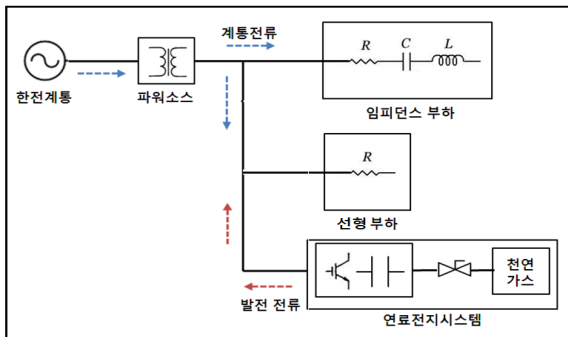 계통전류
R
C
L
한전계통
파워소스
임피던스 부하
R
선형 부하
천연
가스
발전 전류
연료전지시스템